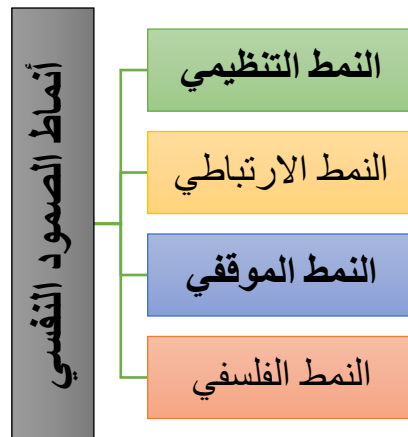 أنماط الصمود النفسي
النمط التنظيمي
النمط الارتباطي
النمط الموقفي
النمط الفلسفي